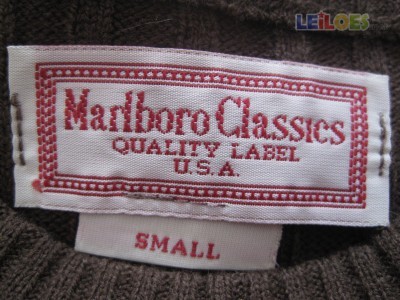 LEiLOES
Marlboro Classics
QUALITY LABEL
U.S.A.
SMALL